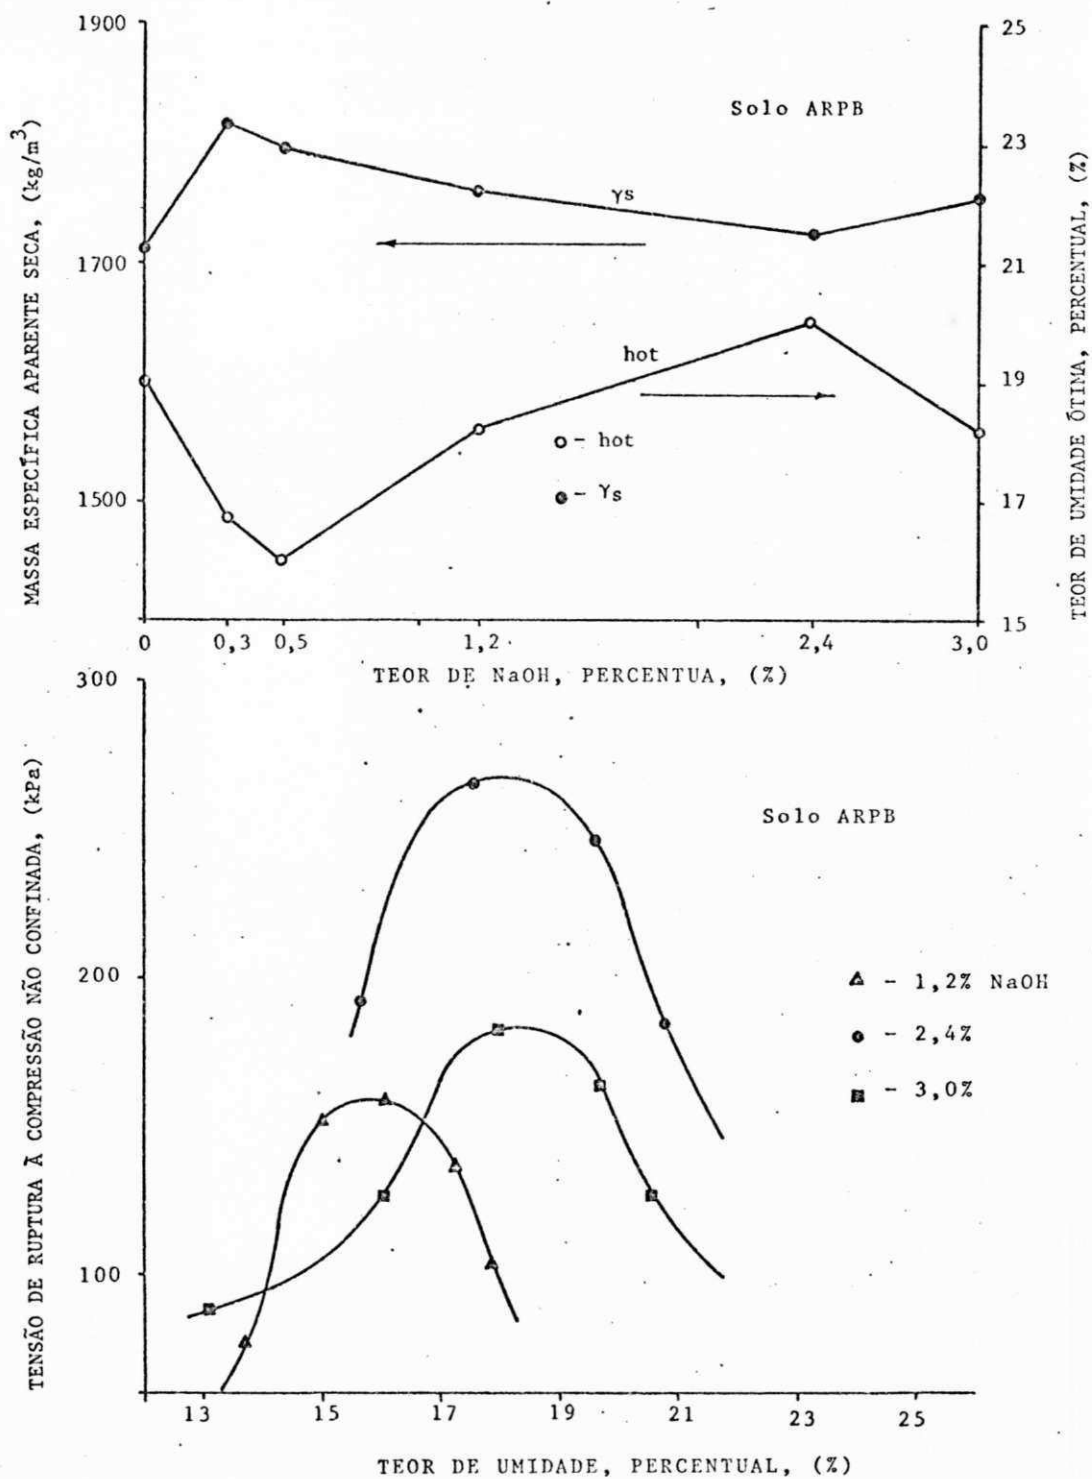 1900
1700
1500
MASSA ESPECÍFICA APARENTE SECA, (kg/m³)
25
23
21
19
17
15
TEOR DE UMIDADE ÓTIMA, PERCENTUAL, (%)
Solo ARPB
γs
hot
o - hot
● - γs
0 0,3 0,5 1,2 2,4 3,0
TEOR DE NaOH, PERCENTUA, (%)
300
200
100
TENSÃO DE RUPTURA À COMPRESSÃO NÃO CONFINADA, (kPa)
Solo ARPB
- 1,2% NaOH
- 2,4%
- 3,0%
13 15 17 19 21 23 25
TEOR DE UMIDADE, PERCENTUAL, (%)